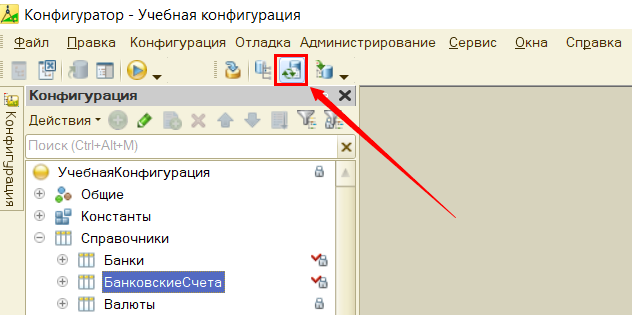 Конфигуратор - Учебная конфигурация
Файл Правка Конфигурация Отладка Администрирование Сервис Окна Справка
Конфигурация
Конфигурация
Действия
Поиск (Ctrl+Alt+M)
УчебнаяКонфигурация
Общие
Константы
Справочники
Банки
БанковскиеСчета
Валюты